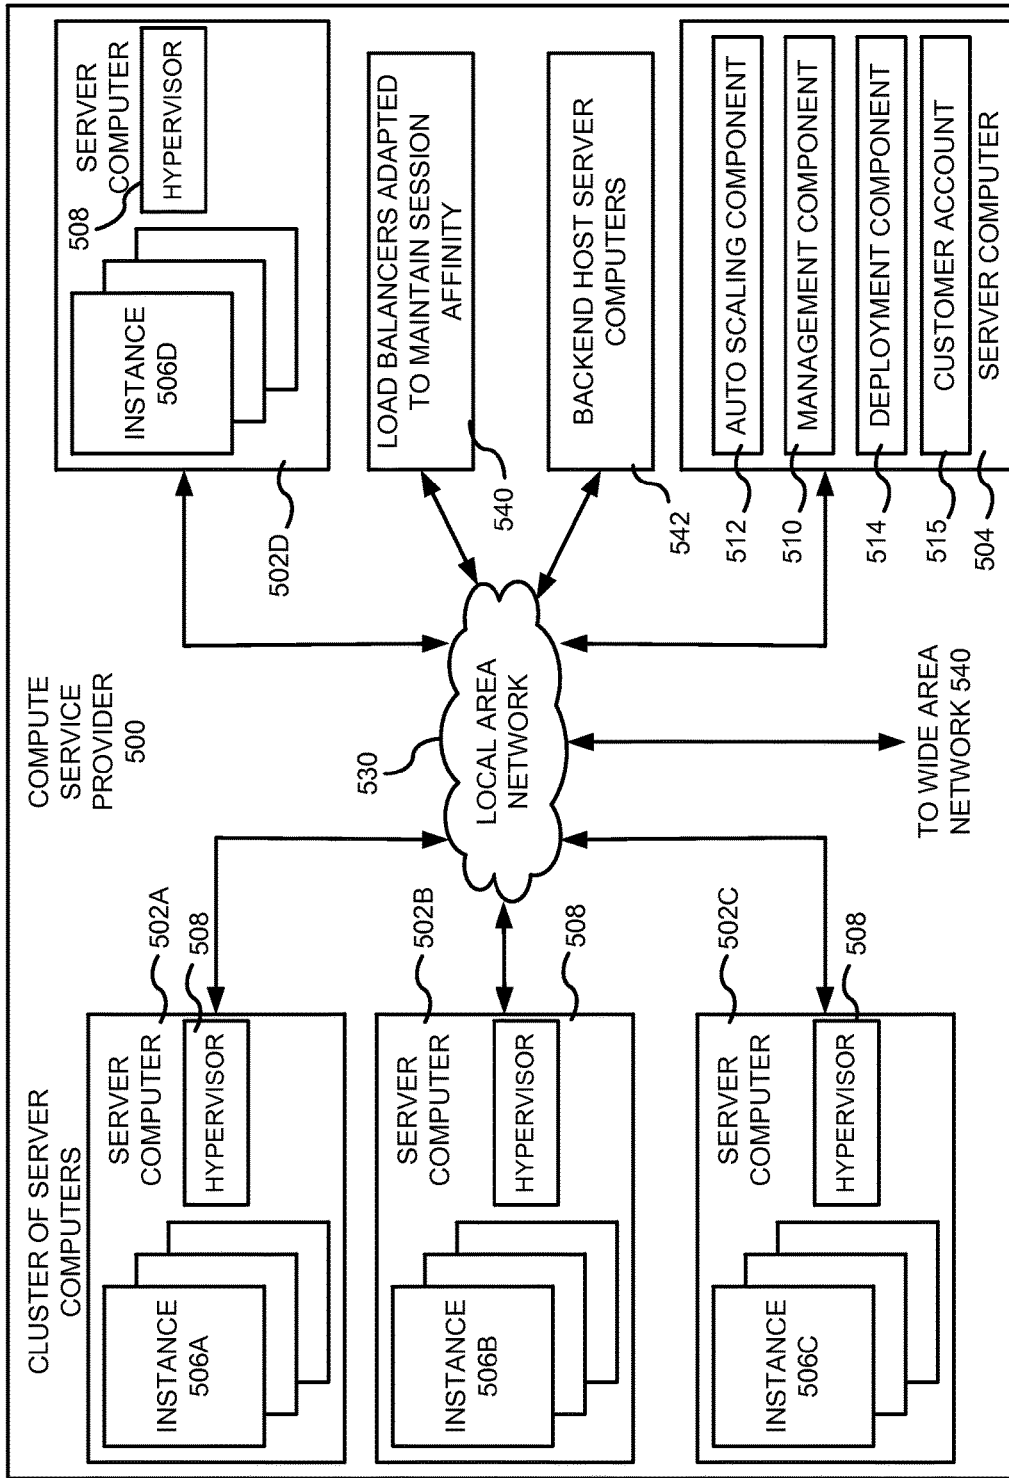 CLUSTER OF SERVER
COMPUTERS
COMPUTE
SERVICE
PROVIDER
500
SERVER
COMPUTER
502A
HYPERVISOR
508
INSTANCE
506A
SERVER
COMPUTER
502B
HYPERVISOR
508
INSTANCE
506B
SERVER
COMPUTER
502C
HYPERVISOR
508
INSTANCE
506C
530
LOCAL AREA
NETWORK
TO WIDE AREA
NETWORK 540
SERVER
COMPUTER
508
HYPERVISOR
INSTANCE
506D
502D
LOAD BALANCERS ADAPTED
TO MAINTAIN SESSION
AFFINITY
540
BACKEND HOST SERVER
COMPUTERS
542
AUTO SCALING COMPONENT
512
MANAGEMENT COMPONENT
510
DEPLOYMENT COMPONENT
514
CUSTOMER ACCOUNT
515
SERVER COMPUTER
504